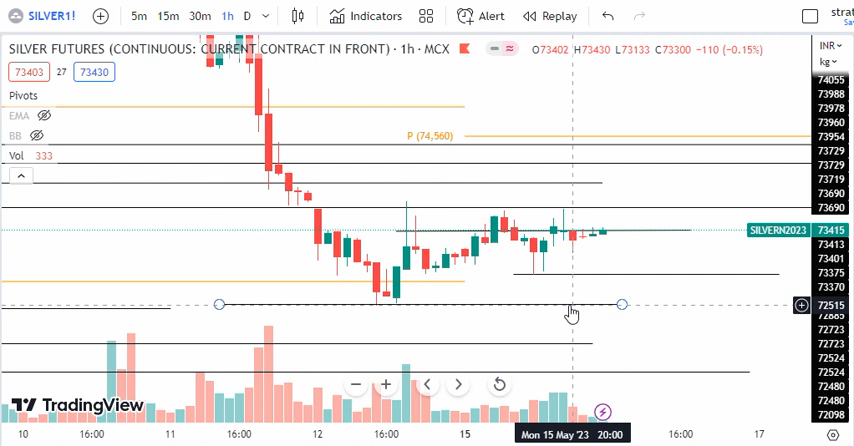 SILVER1! 5m 15m 30m 1h D Indicators Alert Replay strat
Sav
SILVER FUTURES (CONTINUOUS: CURRENT CONTRACT IN FRONT) · 1h · MCX O73402 H73430 L73133 C73300 −110 (−0.15%) INR
kg
73403 27 73430
Pivots
EMA
BB
Vol 333
P (74,560)
74055
73988
73978
73960
73954
73729
73729
73719
73690
73690
SILVERN2023 73415
73413
73401
73375
73370
72515
72723
72723
72524
72480
72480
72098
TradingView
10 16:00 11 16:00 12 16:00 15 Mon 15 May '23 20:00 16:00 17